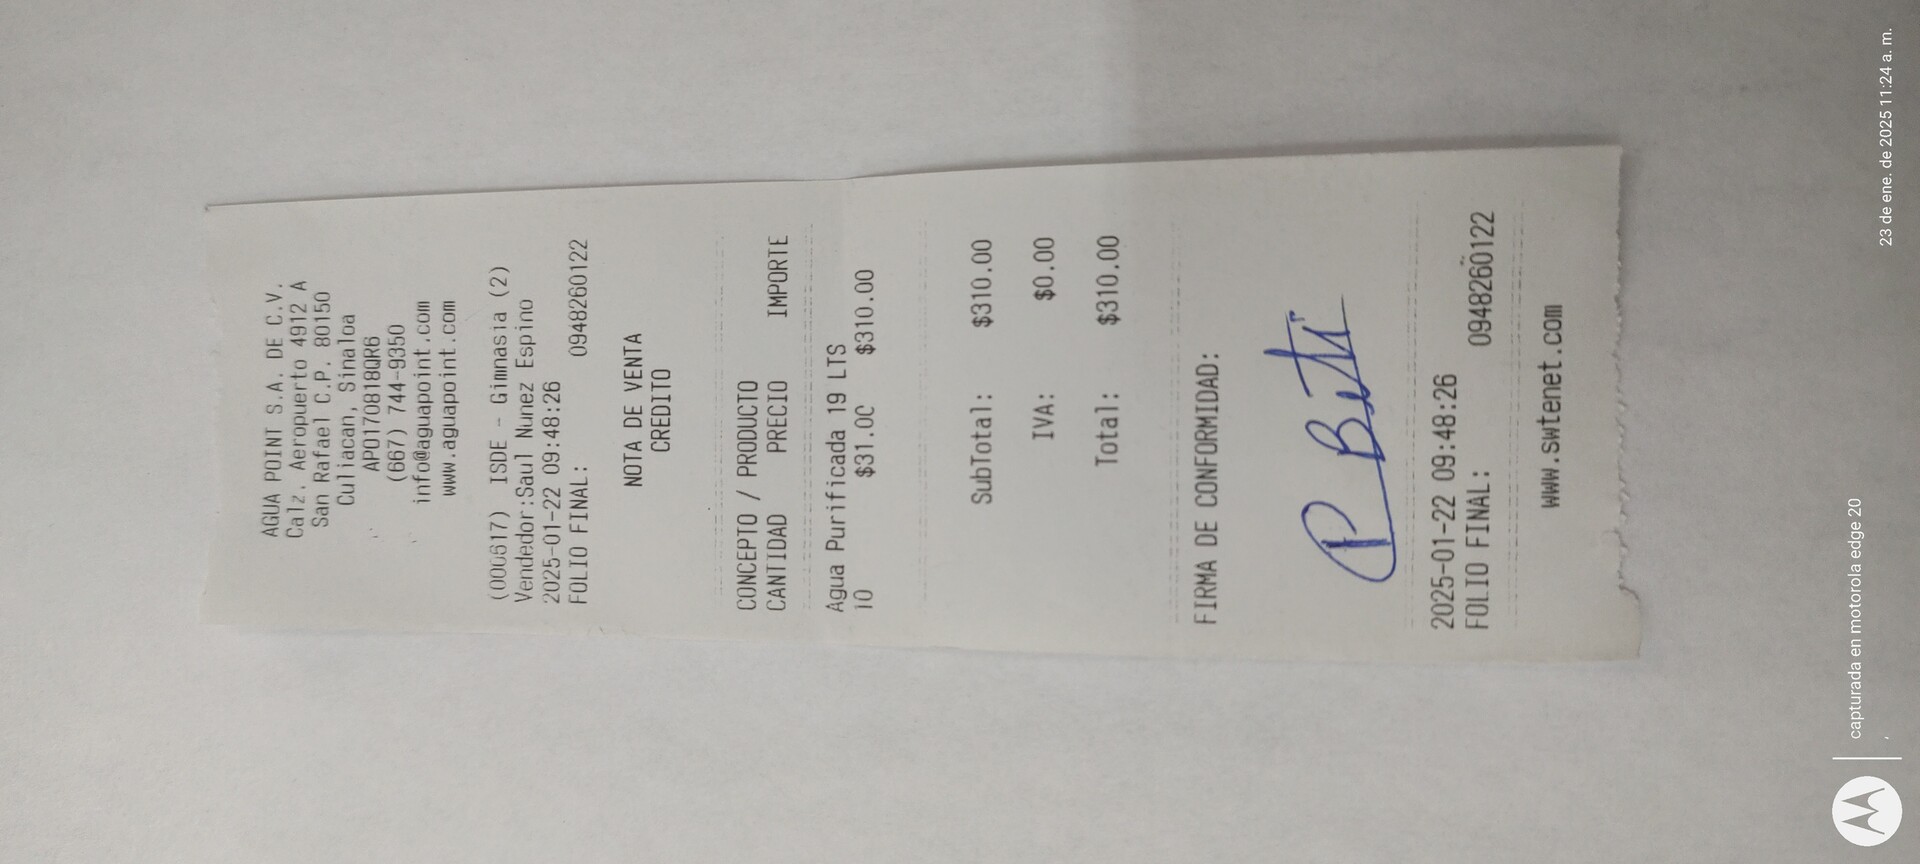 AGUA POINT S.A. DE C.V.
Calz. Aeropuerto 4912 A
San Rafael C.P. 80150
Culiacan, Sinaloa
APO170818QR6
(667) 744-9350
info@aguapoint.com
www.aguapoint.com
(000617) ISDE - Gimnasia (2)
Vendedor:Saul Nunez Espino
2025-01-22 09:48:26
FOLIO FINAL: 0948260122
NOTA DE VENTA
CREDITO
CONCEPTO / PRODUCTO
CANTIDAD PRECIO IMPORTE
Agua Purificada 19 LTS
10 $31.00 $310.00
SubTotal: $310.00
IVA: $0.00
Total: $310.00
FIRMA DE CONFORMIDAD:
2025-01-22 09:48:26
FOLIO FINAL: 0948260122
www.swtenet.com
capturada en motorola edge 20
23 de ene. de 2025 11:24 a. m.